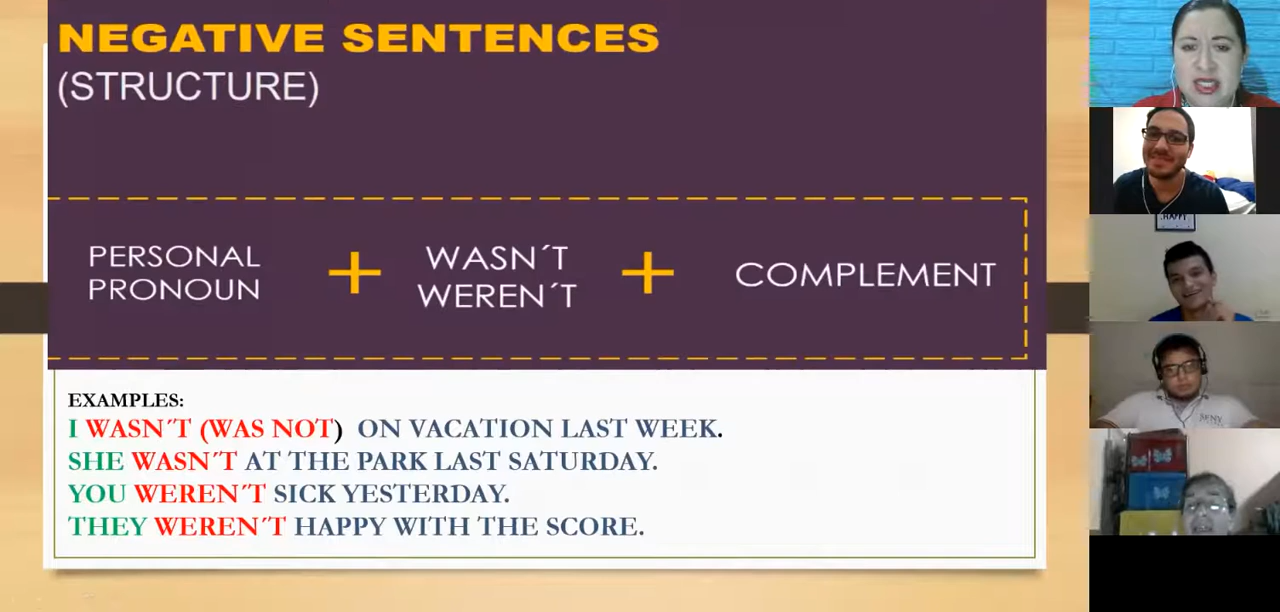 NEGATIVE SENTENCES
(STRUCTURE)
PERSONAL
PRONOUN
+
WASN´T
WEREN´T
+
COMPLEMENT
EXAMPLES:
I WASN´T (WAS NOT)  ON VACATION LAST WEEK.
SHE WASN´T AT THE PARK LAST SATURDAY.
YOU WEREN´T SICK YESTERDAY.
THEY WEREN´T HAPPY WITH THE SCORE.
HAPPY